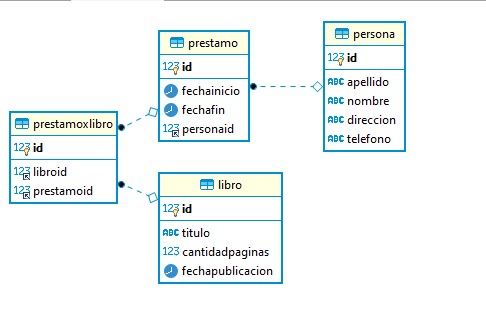 prestamo
123 id
fechainicio
fechafin
123 personaid
persona
123 id
ABC apellido
ABC nombre
ABC direccion
ABC telefono
prestamoxlibro
123 id
123 libroid
123 prestamoid
libro
123 id
ABC titulo
123 cantidadpaginas
fechapublicacion